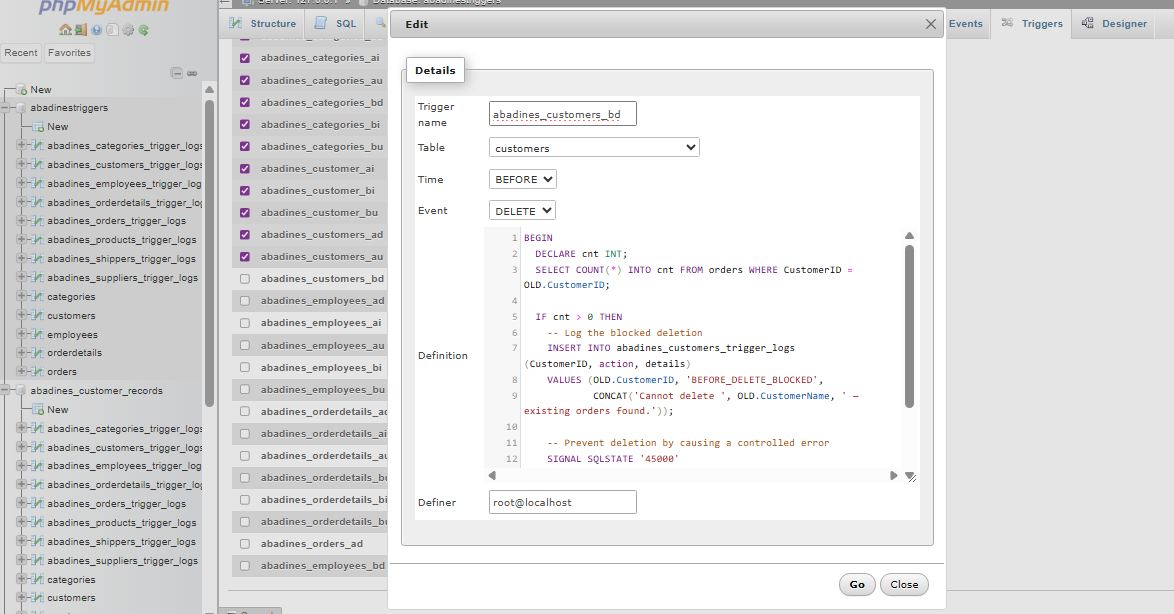 phpMyAdmin
Recent
Favorites
New
abadinestriggers
New
abadines_categories_trigger_logs
abadines_customers_trigger_logs
abadines_employees_trigger_log
abadines_orderdetails_trigger_log
abadines_orders_trigger_logs
abadines_products_trigger_logs
abadines_shippers_trigger_logs
abadines_suppliers_trigger_logs
categories
customers
employees
orderdetails
orders
abadines_customer_records
New
abadines_categories_trigger_logs
abadines_customers_trigger_logs
abadines_employees_trigger_log
abadines_orderdetails_trigger_log
abadines_orders_trigger_logs
abadines_products_trigger_logs
abadines_shippers_trigger_logs
abadines_suppliers_trigger_logs
categories
customers
Structure
SQL
Events
Triggers
Designer
abadines_categories_ai
abadines_categories_au
abadines_categories_bd
abadines_categories_bi
abadines_categories_bu
abadines_customer_ai
abadines_customer_bi
abadines_customer_bu
abadines_customers_ad
abadines_customers_au
abadines_customers_bd
abadines_employees_ad
abadines_employees_ai
abadines_employees_au
abadines_employees_bi
abadines_employees_bu
abadines_orderdetails_ad
abadines_orderdetails_ai
abadines_orderdetails_au
abadines_orderdetails_b
abadines_orderdetails_bi
abadines_orderdetails_bu
abadines_orders_ad
abadines_employees_bd
Edit
Details
Trigger name
abadines_customers_bd
Table
customers
Time
BEFORE
Event
DELETE
Definition
1 BEGIN
2 DECLARE cnt INT;
3 SELECT COUNT(*) INTO cnt FROM orders WHERE CustomerID =
OLD.CustomerID;
4
5 IF cnt > 0 THEN
6 -- Log the blocked deletion
7 INSERT INTO abadines_customers_trigger_logs
(CustomerID, action, details)
8 VALUES (OLD.CustomerID, 'BEFORE_DELETE_BLOCKED',
9 CONCAT('Cannot delete ', OLD.CustomerName, ' —
existing orders found.'));
10
11 -- Prevent deletion by causing a controlled error
12 SIGNAL SQLSTATE '45000'
Definer
root@localhost
Go
Close